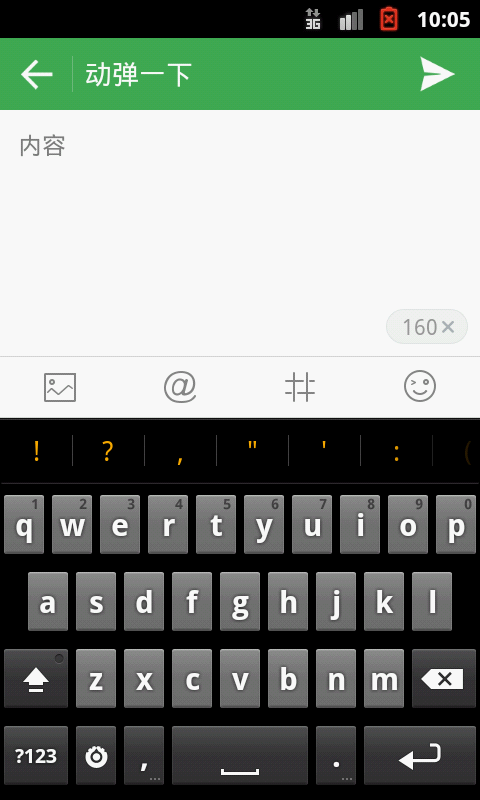 3G 10:05
动弹一下
内容
160
@
! ? , " ' : (
1 2 3 4 5 6 7 8 9 0
q w e r t y u i o p
a s d f g h j k l
z x c v b n m
?123 , ... . ...